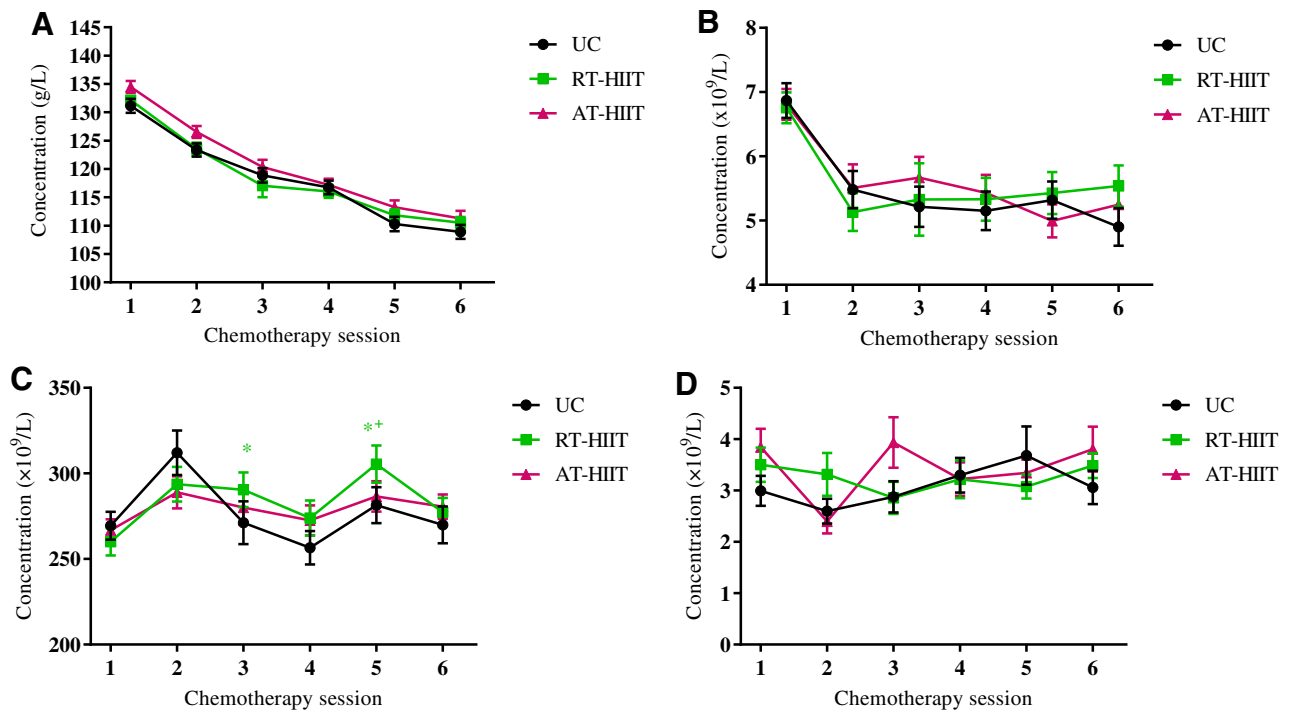 A
Concentration (g/L)
145
140
135
130
125
120
115
110
105
100
1 2 3 4 5 6
Chemotherapy session
UC
RT-HIIT
AT-HIIT
B
Concentration (x10⁹/L)
8
7
6
5
4
1 2 3 4 5 6
Chemotherapy session
UC
RT-HIIT
AT-HIIT
C
Concentration (×10⁹/L)
350
300
250
200
* 
*+
1 2 3 4 5 6
Chemotherapy session
UC
RT-HIIT
AT-HIIT
D
Concentration (×10⁹/L)
5
4
3
2
1
0
1 2 3 4 5 6
Chemotherapy session
UC
RT-HIIT
AT-HIIT